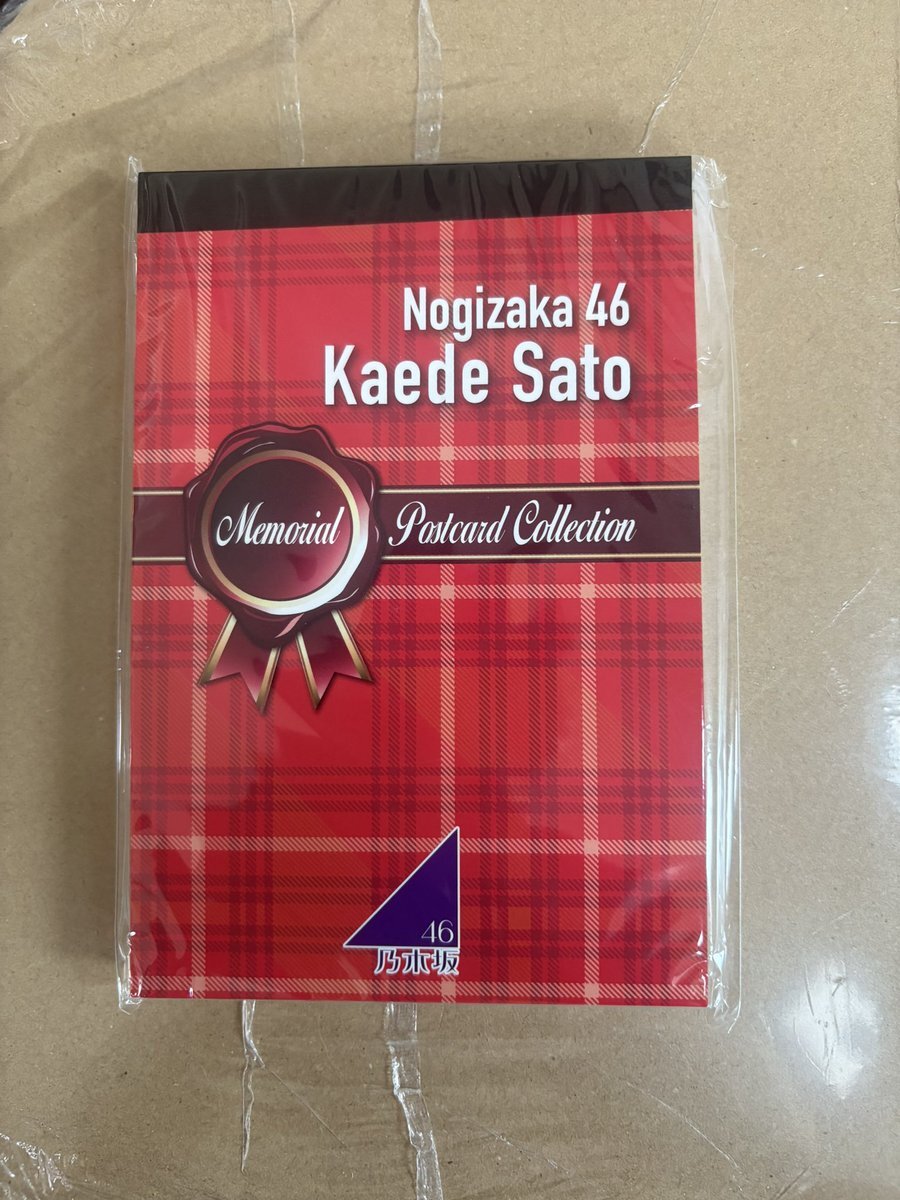 Nogizaka 46
Kaede Sato
Memorial Postcard Collection
46
乃木坂